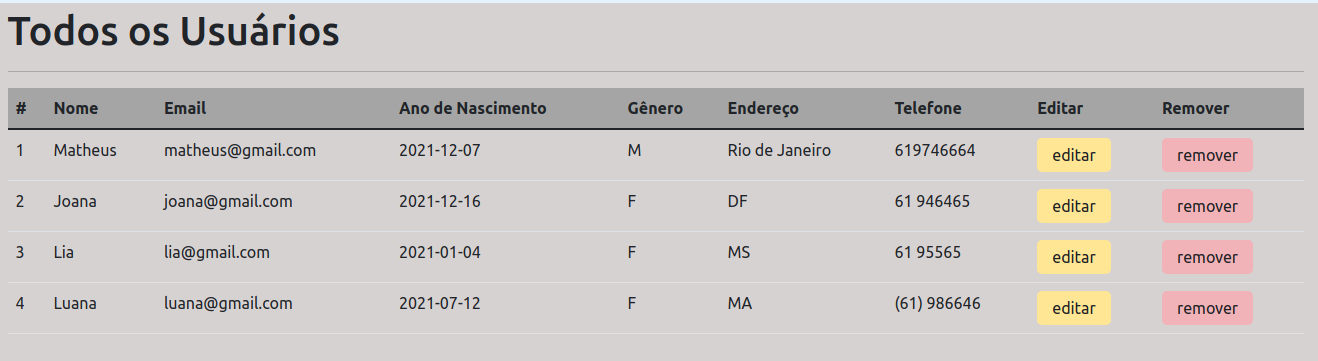 Todos os Usuários
# Nome Email Ano de Nascimento Gênero Endereço Telefone Editar Remover
1 Matheus matheus@gmail.com 2021-12-07 M Rio de Janeiro 619746664 editar remover
2 Joana joana@gmail.com 2021-12-16 F DF 61 946465 editar remover
3 Lia lia@gmail.com 2021-01-04 F MS 61 95565 editar remover
4 Luana luana@gmail.com 2021-07-12 F MA (61) 986646 editar remover